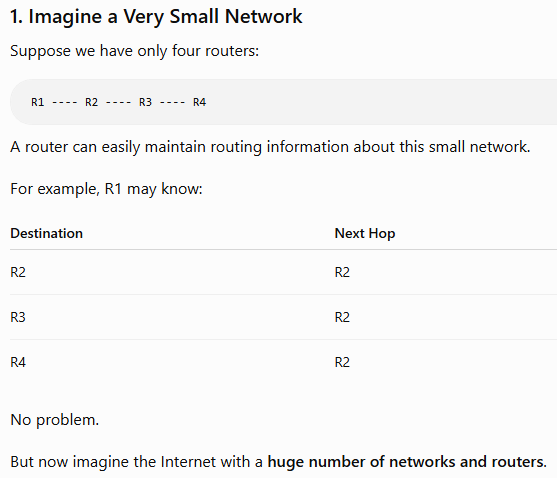 1. Imagine a Very Small Network
Suppose we have only four routers:
R1 ---- R2 ---- R3 ---- R4
A router can easily maintain routing information about this small network.
For example, R1 may know:
Destination Next Hop
R2 R2
R3 R2
R4 R2
No problem.
But now imagine the Internet with a huge number of networks and routers.